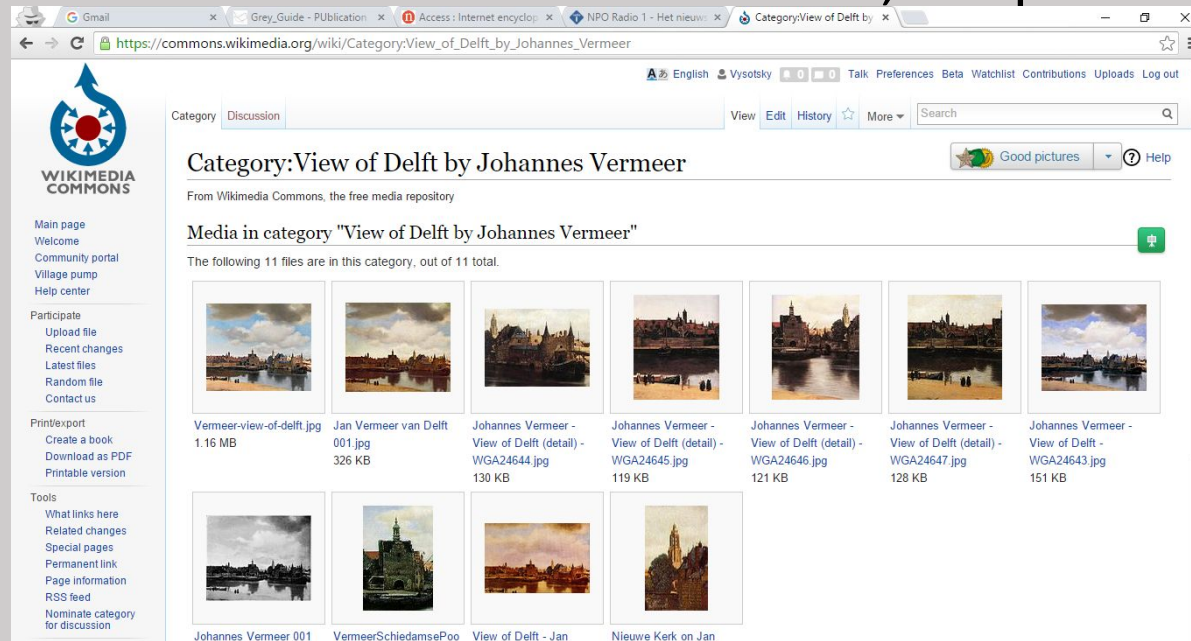 Gmail
Grey_Guide - PUblication
Access : Internet encyclop
NPO Radio 1 - Het nieuws
Category:View of Delft by
https://commons.wikimedia.org/wiki/Category:View_of_Delft_by_Johannes_Vermeer
English Vysotsky 0 0 Talk Preferences Beta Watchlist Contributions Uploads Log out
Category Discussion View Edit History More Search
WIKIMEDIA
COMMONS
Main page
Welcome
Community portal
Village pump
Help center
Participate
Upload file
Recent changes
Latest files
Random file
Contact us
Print/export
Create a book
Download as PDF
Printable version
Tools
What links here
Related changes
Special pages
Permanent link
Page information
RSS feed
Nominate category
for discussion
Category:View of Delft by Johannes Vermeer
Good pictures
Help
From Wikimedia Commons, the free media repository
Media in category "View of Delft by Johannes Vermeer"
The following 11 files are in this category, out of 11 total.
Vermeer-view-of-delft.jpg
1.16 MB
Jan Vermeer van Delft
001.jpg
326 KB
Johannes Vermeer -
View of Delft (detail) -
WGA24644.jpg
130 KB
Johannes Vermeer -
View of Delft (detail) -
WGA24645.jpg
119 KB
Johannes Vermeer -
View of Delft (detail) -
WGA24646.jpg
121 KB
Johannes Vermeer -
View of Delft (detail) -
WGA24647.jpg
128 KB
Johannes Vermeer -
View of Delft -
WGA24643.jpg
151 KB
Johannes Vermeer 001
VermeerSchiedamsePoo
View of Delft - Jan
Nieuwe Kerk on Jan